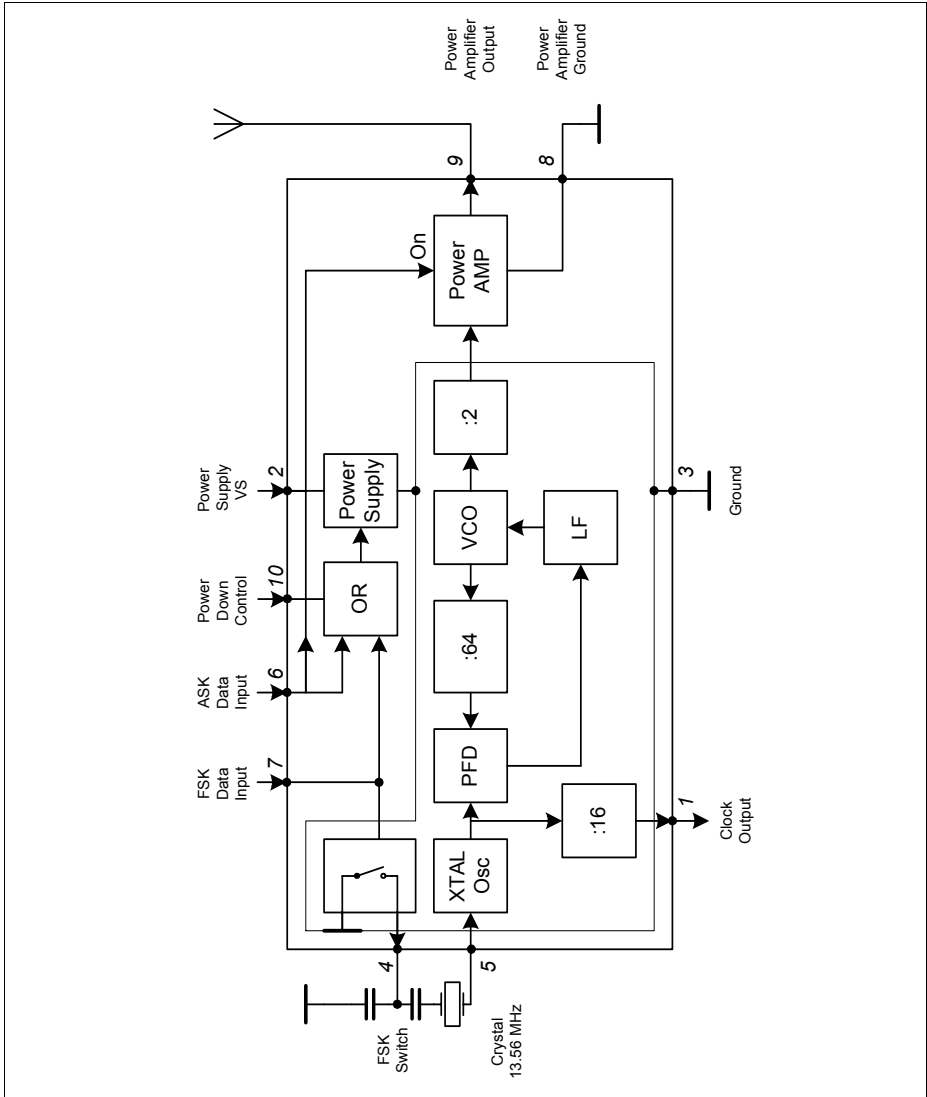 Power
Amplifier
Output
Power
Amplifier
Ground
9
8
On
Power
AMP
Power
Supply
VS
2
Power
Down
Control
10
ASK
Data
Input
6
FSK
Data
Input
7
Power
Supply
OR
:2
VCO
LF
:64
PFD
:16
XTAL
Osc
3
Ground
1
Clock
Output
4
5
FSK
Switch
Crystal
13.56 MHz